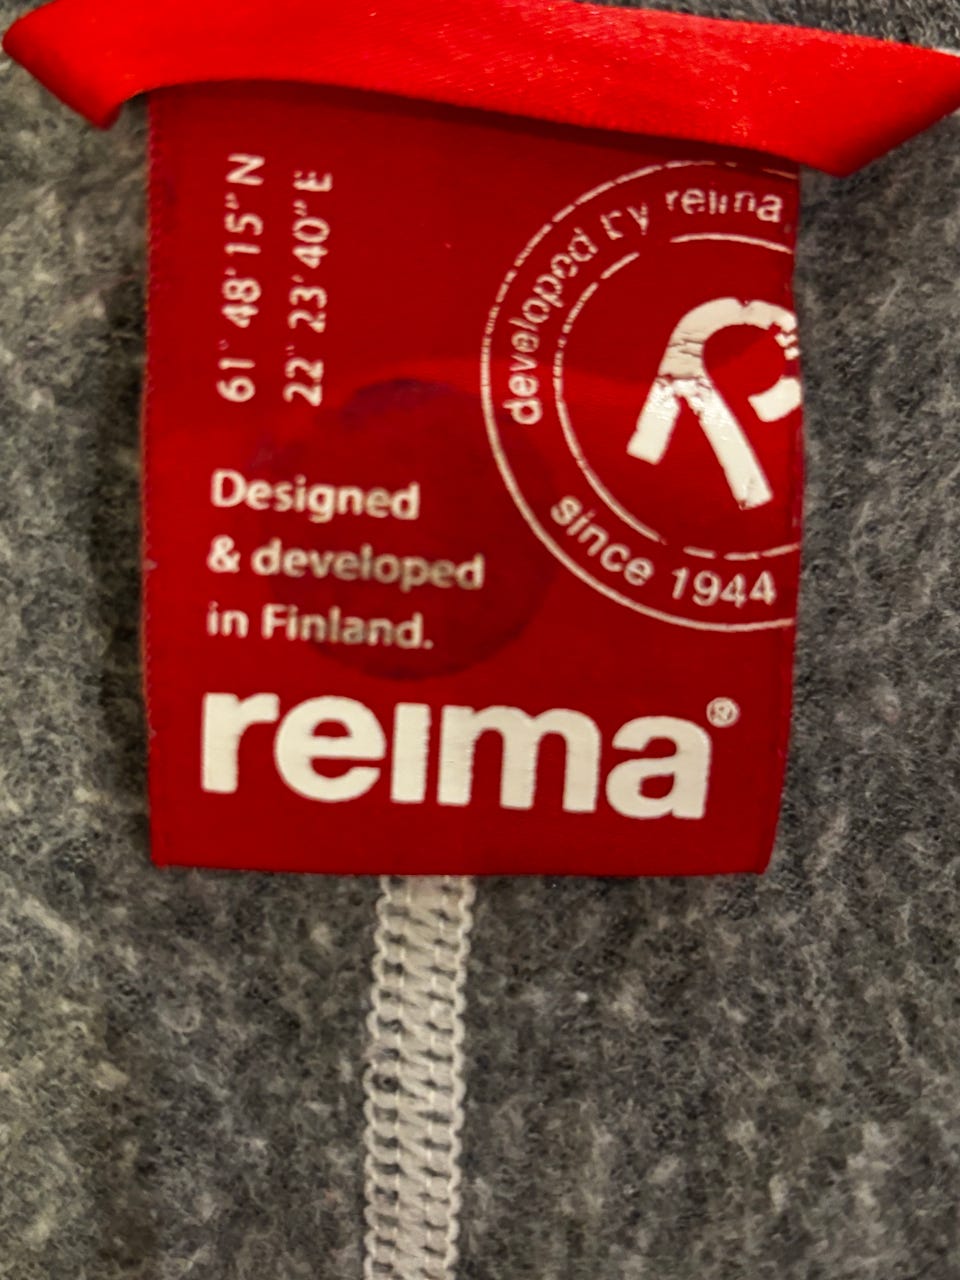 61° 48' 15" N
22° 23' 40" E
developed by reima
since 1944
Designed
& developed
in Finland.
reima®